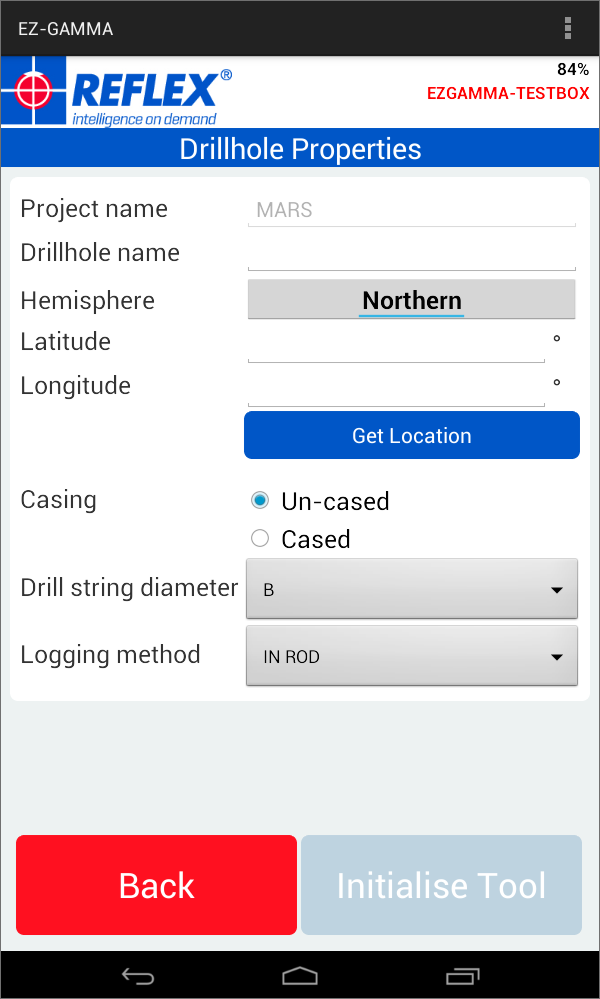 EZ-GAMMA
84%
REFLEX®
EZGAMMA-TESTBOX
intelligence on demand
Drillhole Properties
Project name MARS
Drillhole name
Hemisphere Northern
Latitude °
Longitude °
Get Location
Casing Un-cased
Cased
Drill string diameter B
Logging method IN ROD
Back Initialise Tool